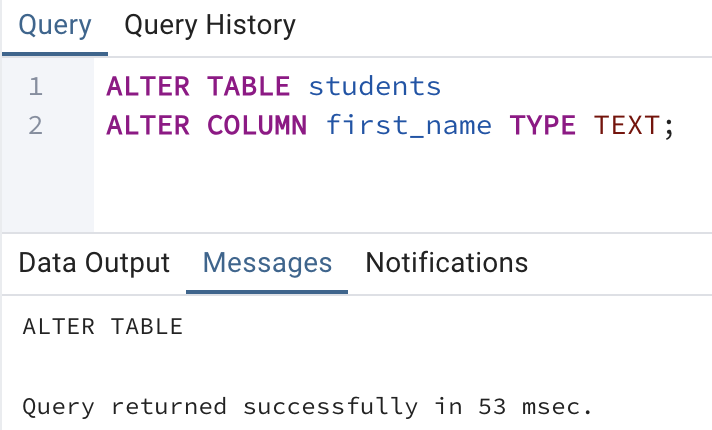 Query Query History
1 ALTER TABLE students
2 ALTER COLUMN first_name TYPE TEXT;
Data Output Messages Notifications
ALTER TABLE
Query returned successfully in 53 msec.